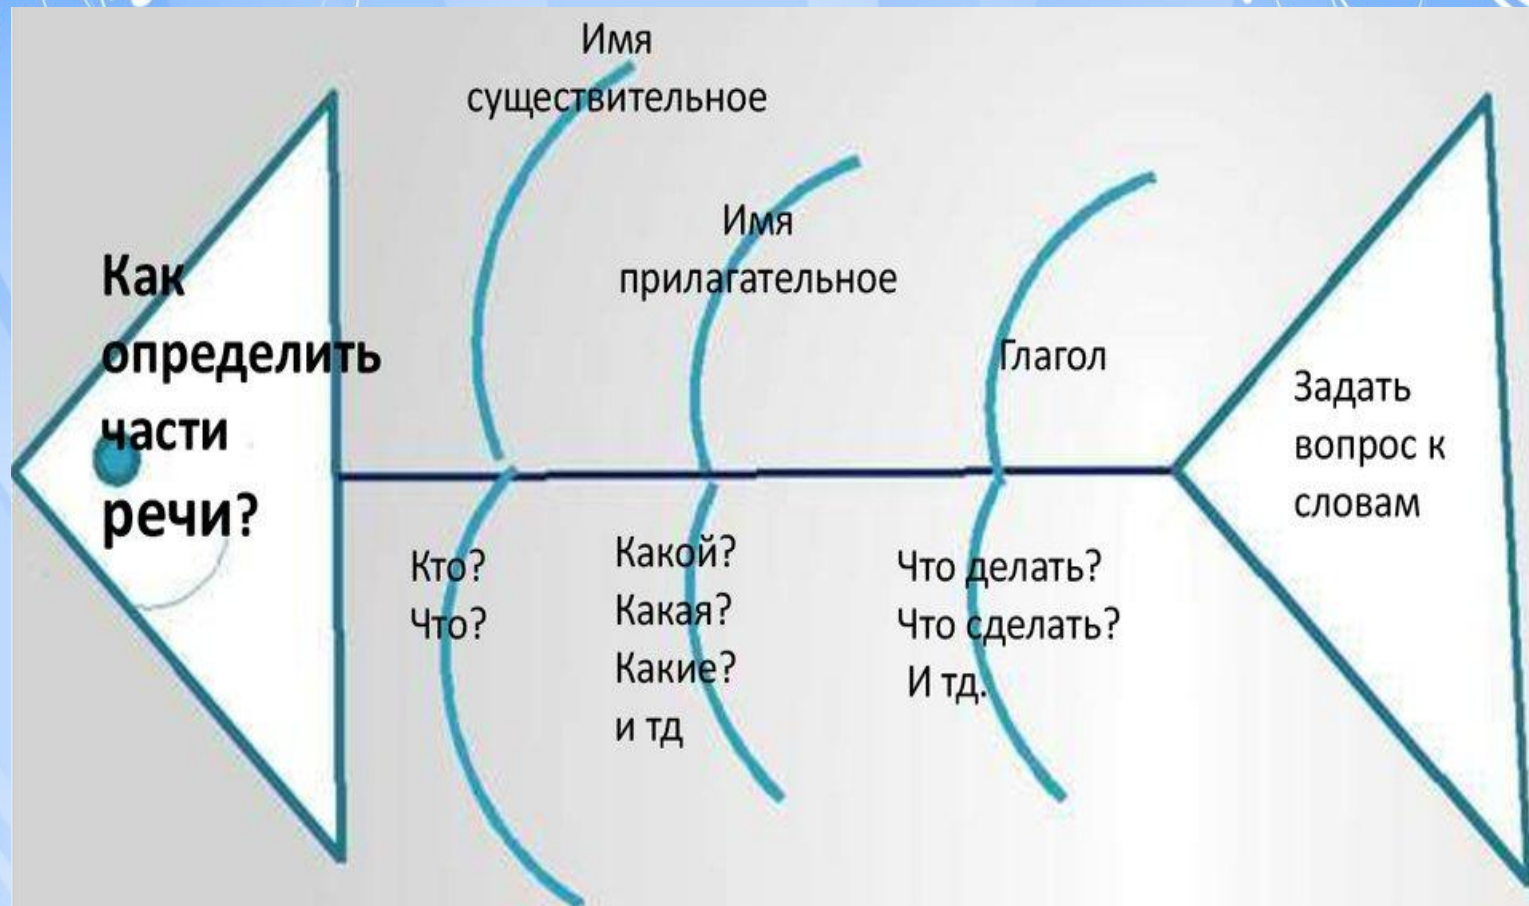 Как
определить
части
речи?
Имя
существительное
Имя
прилагательное
Глагол
Кто?
Что?
Какой?
Какая?
Какие?
и тд
Что делать?
Что сделать?
И тд.
Задать
вопрос к
словам